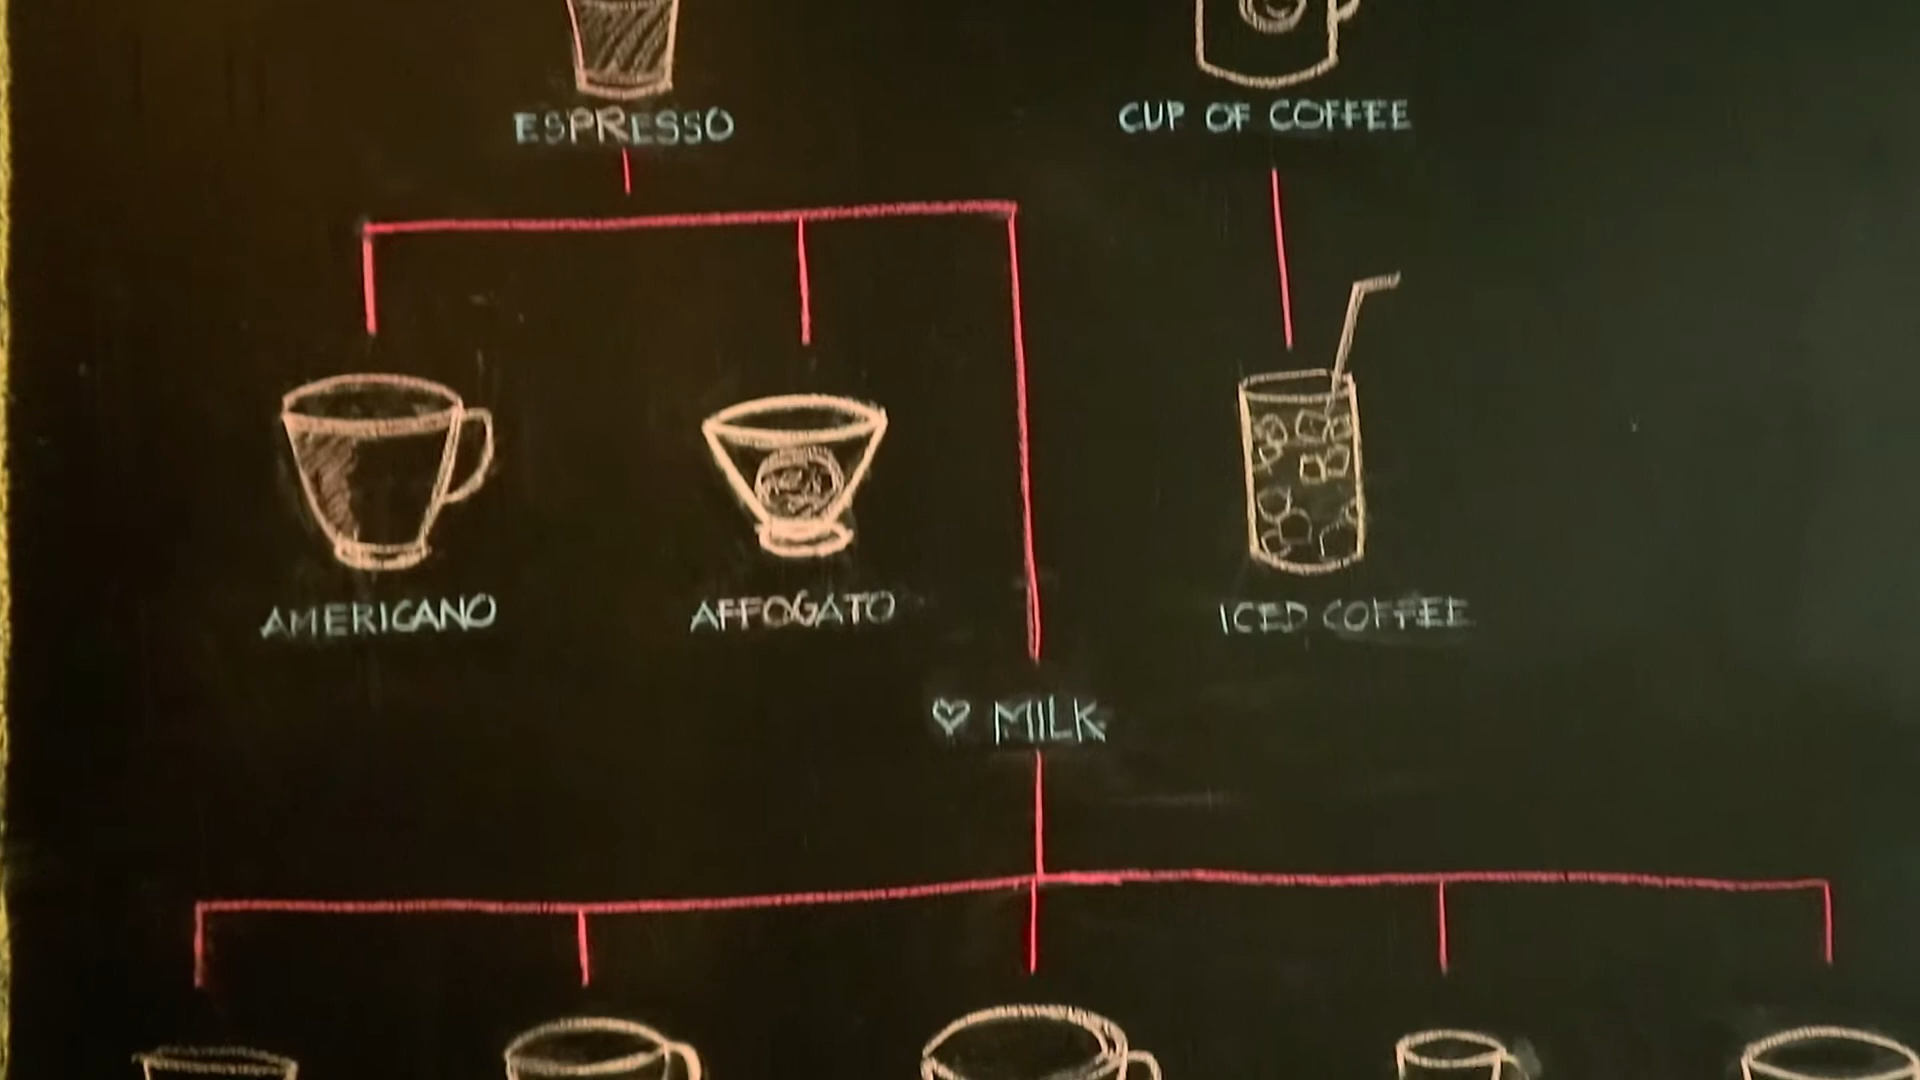 ESPRESSO
CUP OF COFFEE
AMERICANO
AFFOGATO
ICED COFFEE
♡ MILK